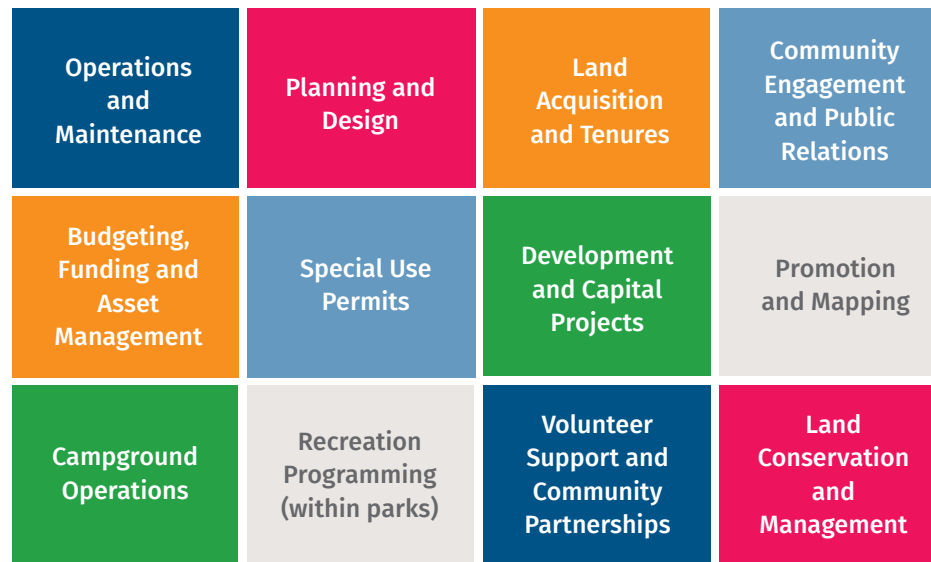 Operations
and
Maintenance
Planning and
Design
Land
Acquisition
and Tenures
Community
Engagement
and Public
Relations
Budgeting,
Funding and
Asset
Management
Special Use
Permits
Development
and Capital
Projects
Promotion
and Mapping
Campground
Operations
Recreation
Programming
(within parks)
Volunteer
Support and
Community
Partnerships
Land
Conservation
and
Management